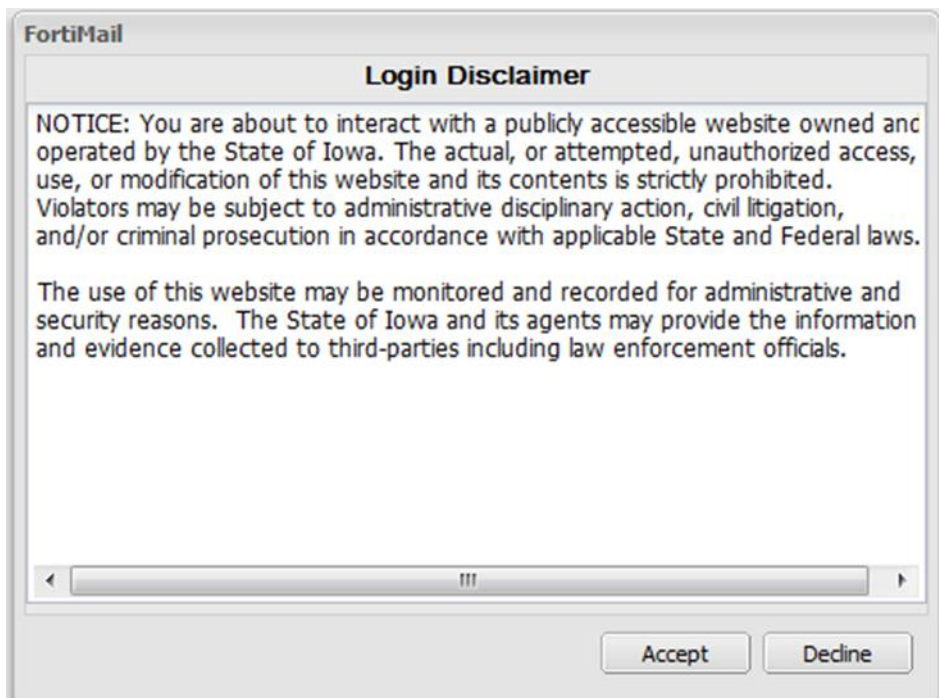 FortiMail
Login Disclaimer
NOTICE: You are about to interact with a publicly accessible website owned and
operated by the State of Iowa. The actual, or attempted, unauthorized access,
use, or modification of this website and its contents is strictly prohibited.
Violators may be subject to administrative disciplinary action, civil litigation,
and/or criminal prosecution in accordance with applicable State and Federal laws.
The use of this website may be monitored and recorded for administrative and
security reasons.  The State of Iowa and its agents may provide the information
and evidence collected to third-parties including law enforcement officials.
Accept Decline